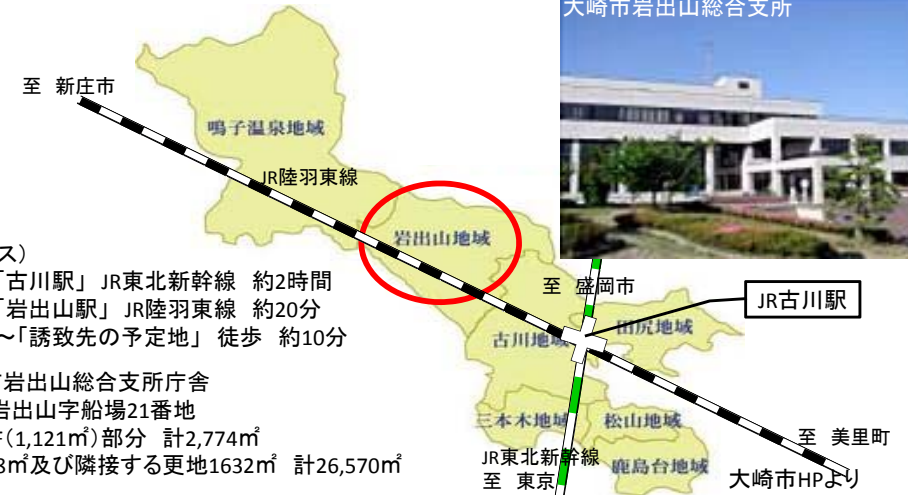 大崎市岩出山総合支所
至 新庄市
鳴子温泉地域
JR陸羽東線
岩出山地域
ス)
「古川駅」 JR東北新幹線 約2時間
「岩出山駅」 JR陸羽東線 約20分
～「誘致先の予定地」 徒歩 約10分
至 盛岡市
JR古川駅
古川地域
田尻地域
岩出山総合支所庁舎
岩出山字船場21番地
(1,121㎡)部分 計2,774㎡
8㎡及び隣接する更地1632㎡ 計26,570㎡
三本木地域
松山地域
至 美里町
JR東北新幹線
鹿島台地域
至 東京
大崎市HPより